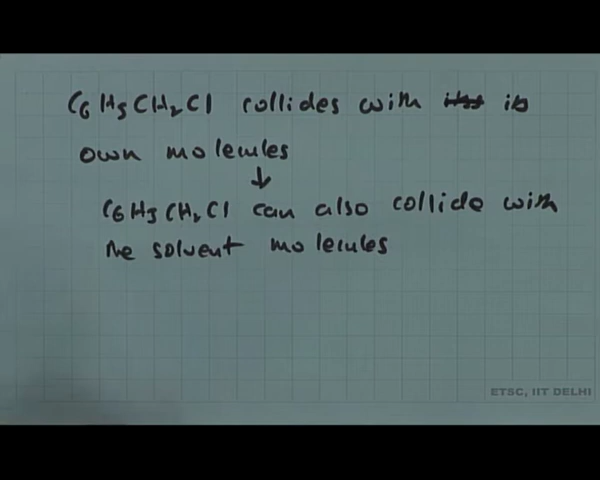 C6H5CH2Cl collides with its
own molecules
↓
C6H5CH2Cl can also collide with
the solvent molecules
ETSC, IIT DELHI